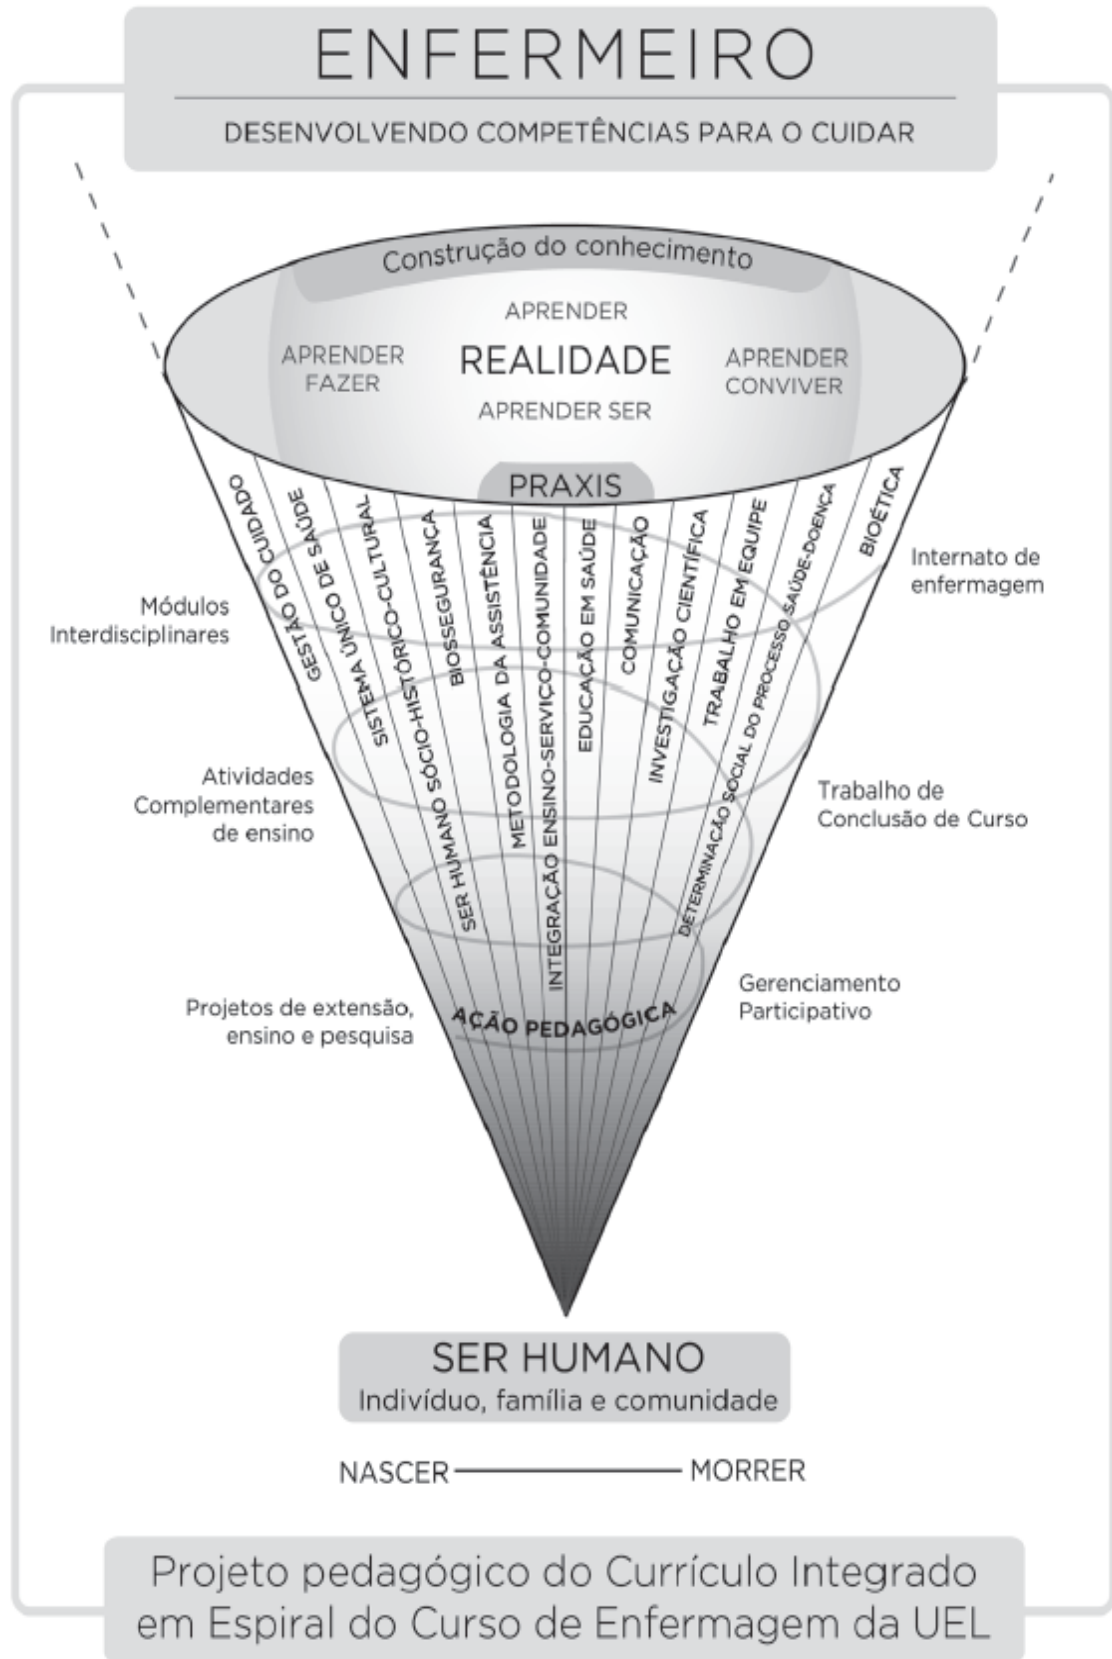 ENFERMEIRO
DESENVOLVENDO COMPETÊNCIAS PARA O CUIDAR
Construção do conhecimento
APRENDER
APRENDER
FAZER
REALIDADE
APRENDER
CONVIVER
APRENDER SER
PRAXIS
GESTÃO DO CUIDADO
SISTEMA ÚNICO DE SAÚDE
SER HUMANO SÓCIO-HISTÓRICO-CULTURAL
BIOSSEGURANÇA
METODOLOGIA DA ASSISTÊNCIA
INTEGRAÇÃO ENSINO-SERVIÇO-COMUNIDADE
EDUCAÇÃO EM SAÚDE
COMUNICAÇÃO
INVESTIGAÇÃO CIENTÍFICA
TRABALHO EM EQUIPE
DETERMINAÇÃO SOCIAL DO PROCESSO SAÚDE-DOENÇA
BIOÉTICA
Módulos
Interdisciplinares
Internato de
enfermagem
Atividades
Complementares
de ensino
Trabalho de
Conclusão de Curso
Projetos de extensão,
ensino e pesquisa
Gerenciamento
Participativo
AÇÃO PEDAGÓGICA
SER HUMANO
Indivíduo, família e comunidade
NASCER
MORRER
Projeto pedagógico do Currículo Integrado
em Espiral do Curso de Enfermagem da UEL